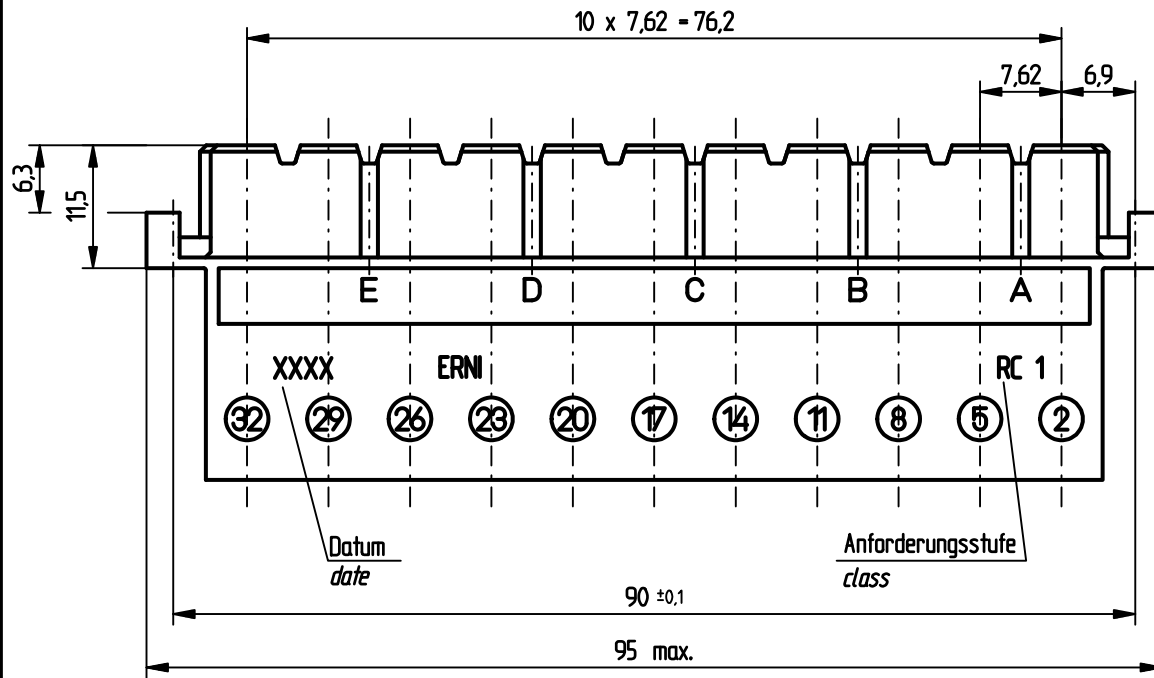 10 x 7,62 = 76,2
7,62
6,9
6,3
11,5
E D C B A
XXXX ERNI RC 1
32 29 26 23 20 17 14 11 8 5 2
Datum
date
Anforderungsstufe
class
90 ±0,1
95 max.